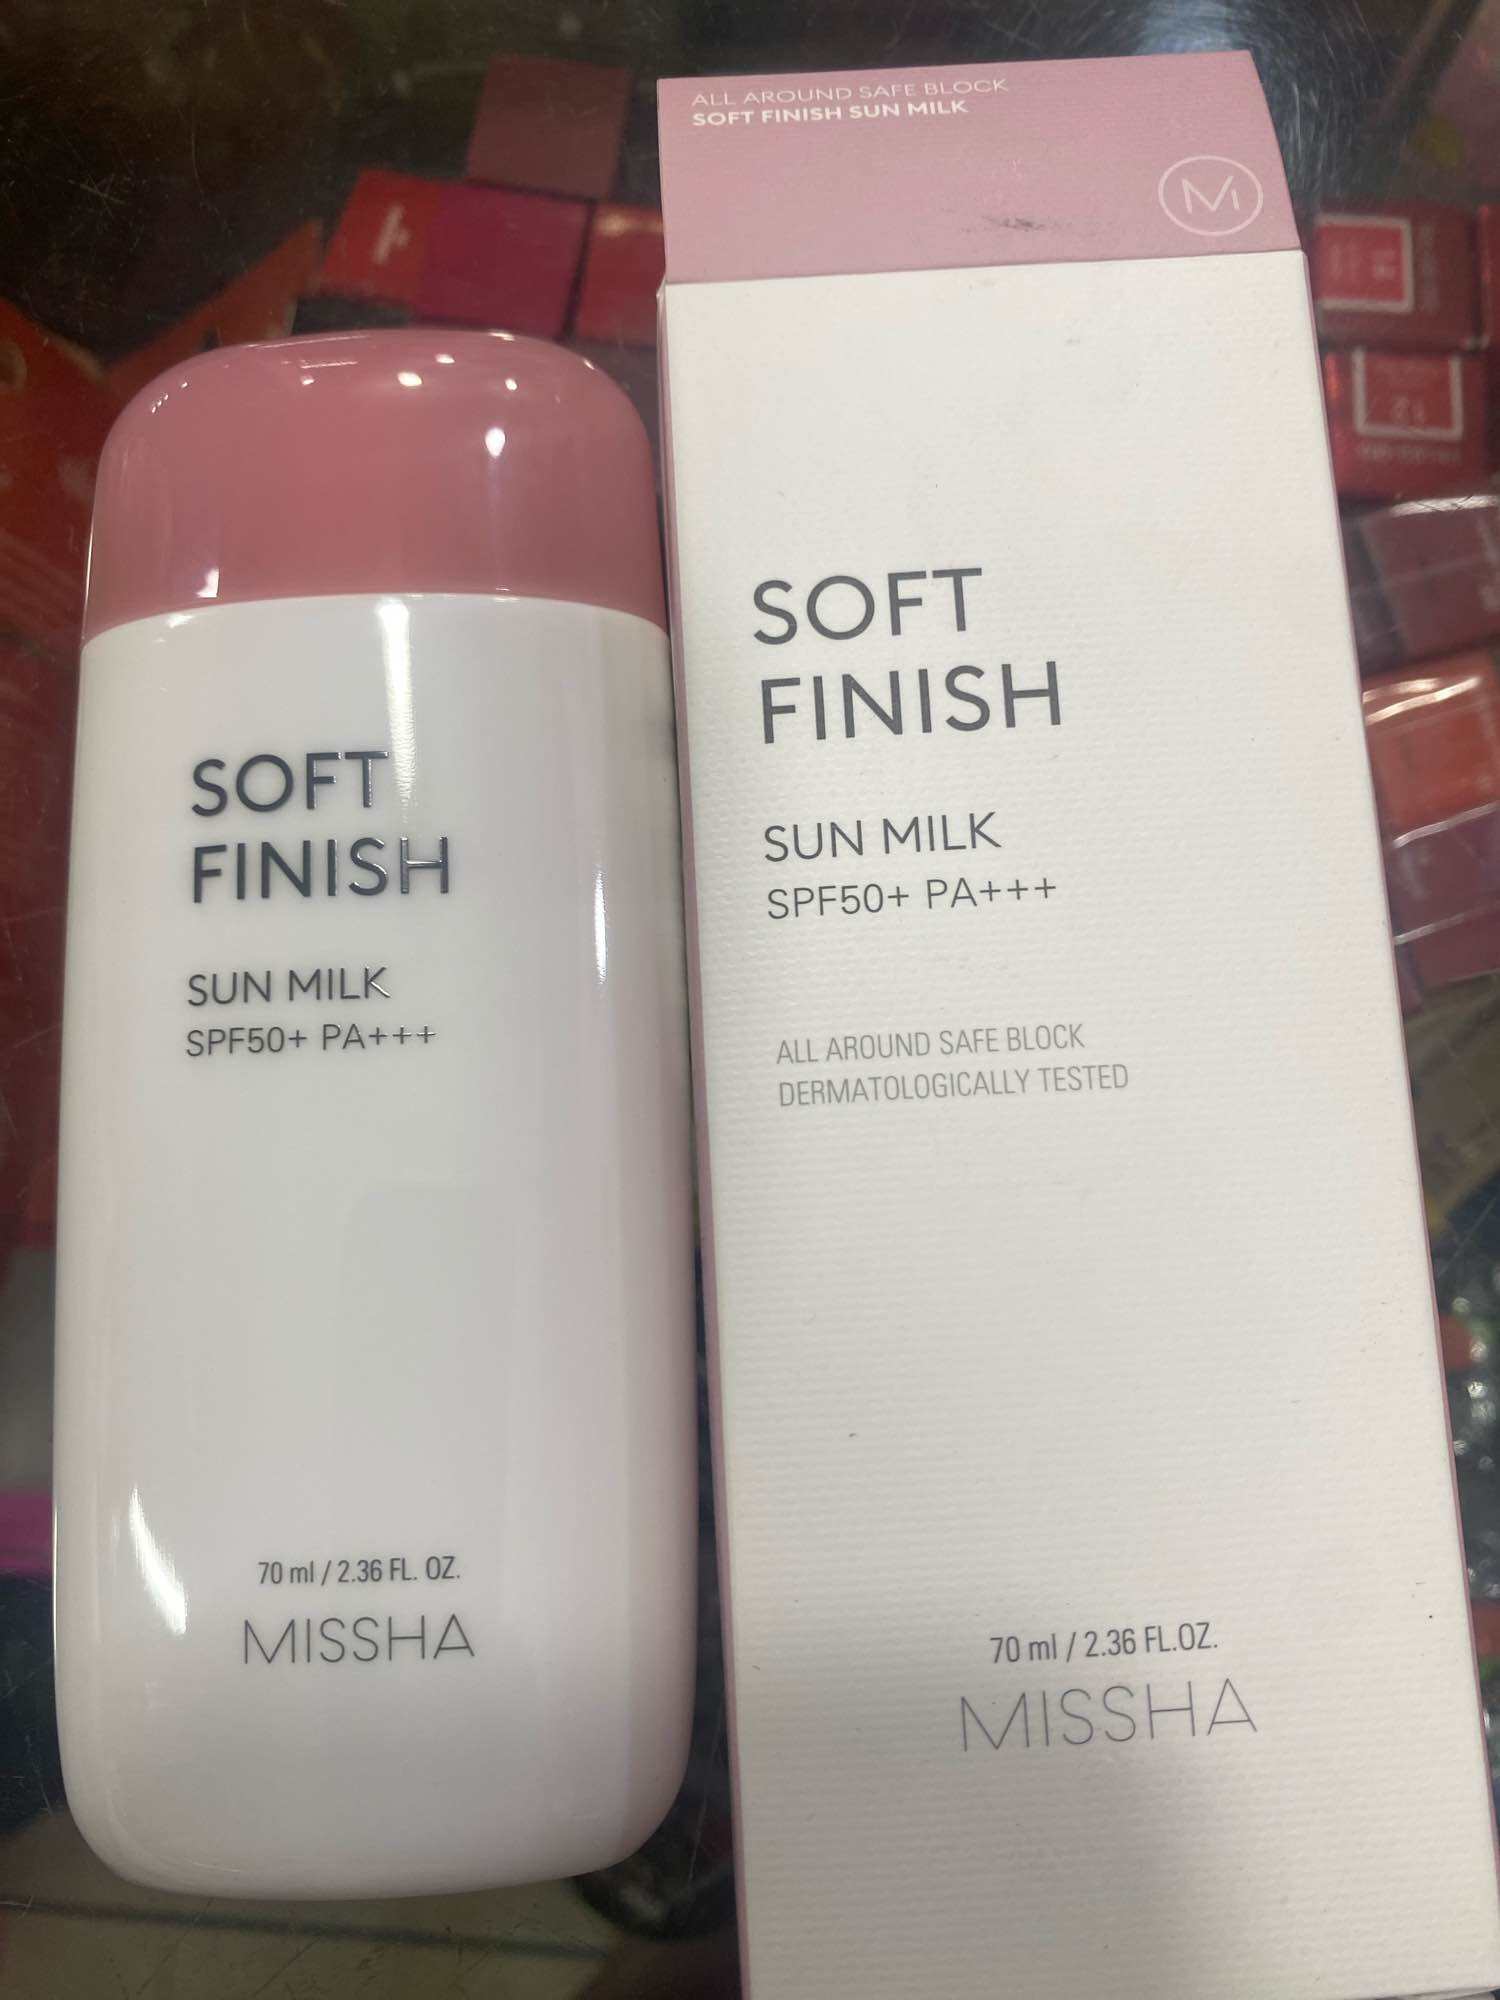 ALL AROUND SAFE BLOCK
SOFT FINISH SUN MILK
SOFT
FINISH
SUN MILK
SPF50+ PA+++
70 ml / 2.36 FL. OZ.
MISSHA
SOFT
FINISH
SUN MILK
SPF50+ PA+++
ALL AROUND SAFE BLOCK
DERMATOLOGICALLY TESTED
70 ml / 2.36 FL.OZ.
MISSHA